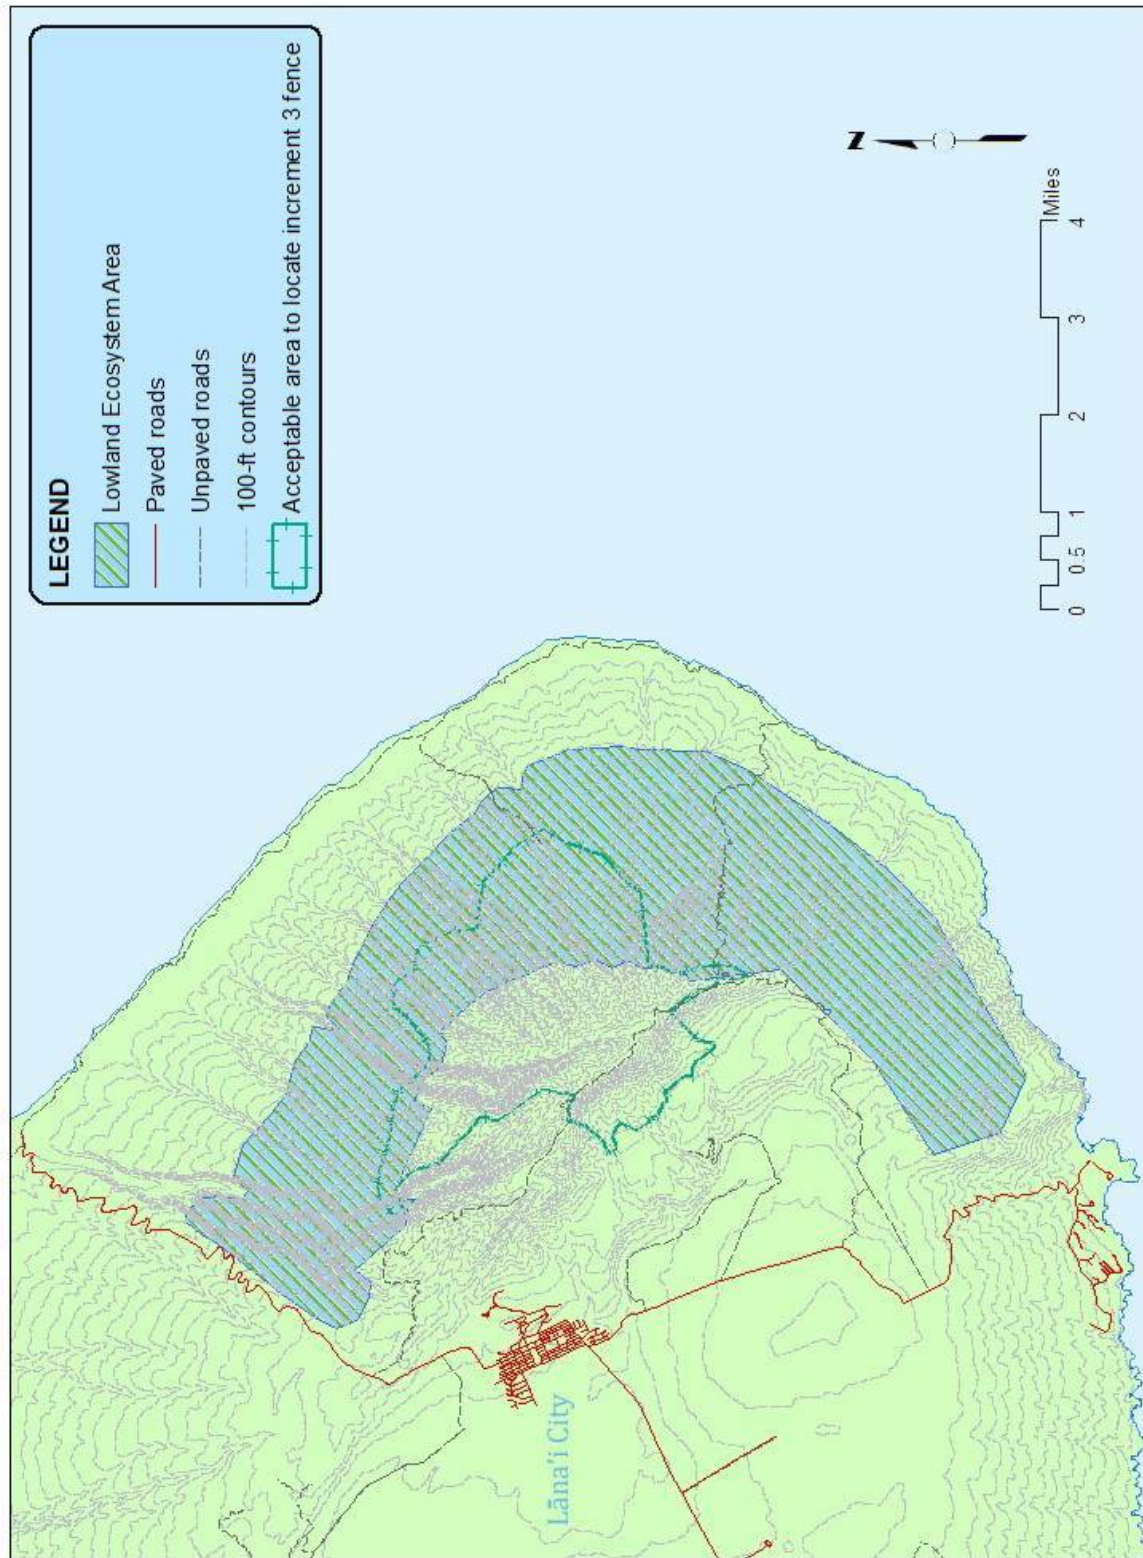 LEGEND
Lowland Ecosystem Area
Paved roads
Unpaved roads
100-ft contours
Acceptable area to locate increment 3 fence
N
Miles
0 0.5 1 2 3 4
Lāna'i City